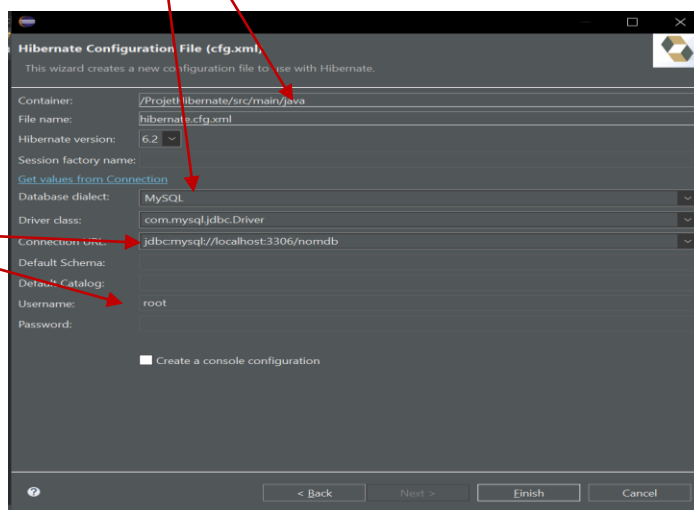 Hibernate Configuration File (cfg.xml)
This wizard creates a new configuration file to use with Hibernate.
Container: /ProjetHibernate/src/main/java
File name: hibernate.cfg.xml
Hibernate version: 6.2
Session factory name:
Get values from Connection
Database dialect: MySQL
Driver class: com.mysql.jdbc.Driver
Connection URL: jdbc:mysql://localhost:3306/nomdb
Default Schema:
Default Catalog:
Username: root
Password:
Create a console configuration
? < Back Next > Finish Cancel